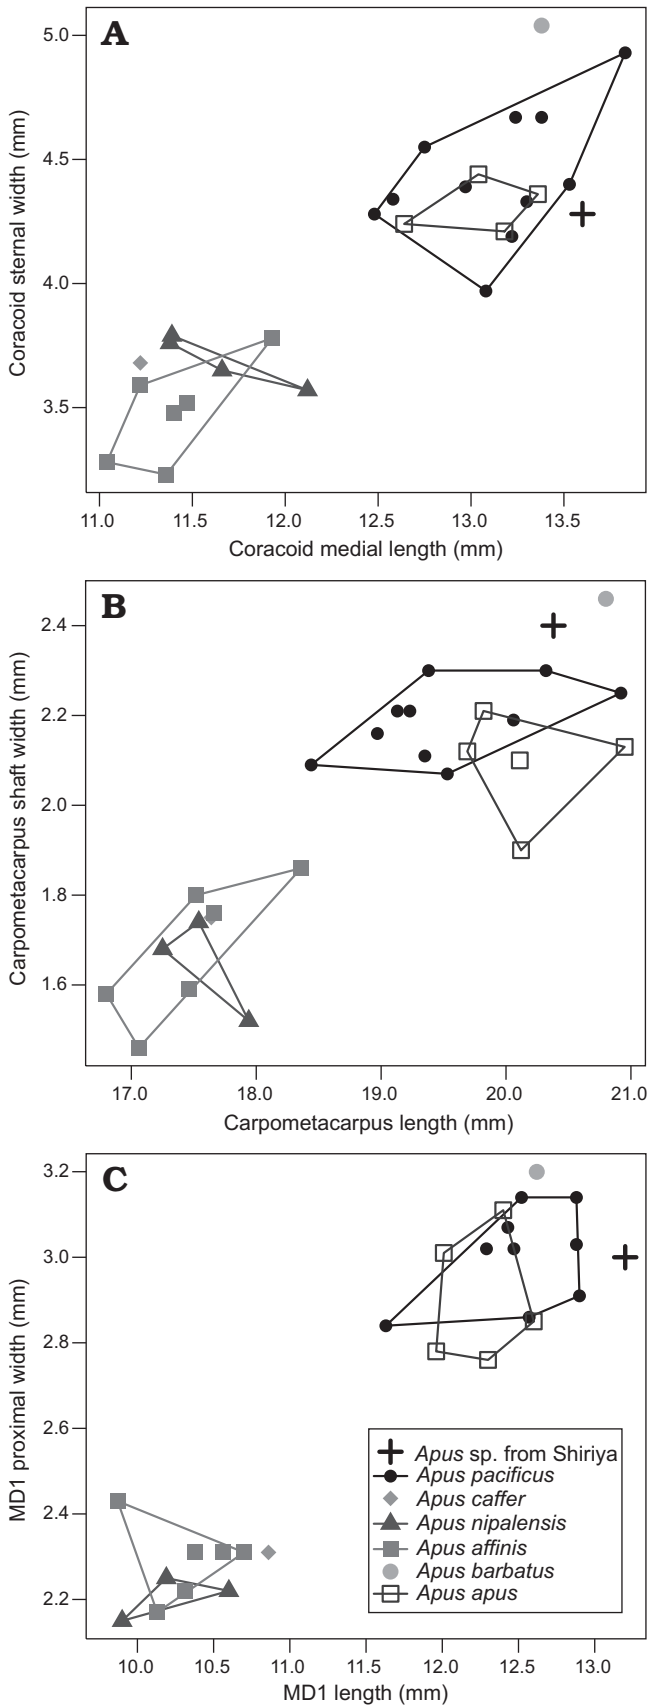 A
5.0
4.5
4.0
3.5
Coracoid sternal width (mm)
11.0 11.5 12.0 12.5 13.0 13.5
Coracoid medial length (mm)
B
2.4
2.2
2.0
1.8
1.6
Carpometacarpus shaft width (mm)
17.0 18.0 19.0 20.0 21.0
Carpometacarpus length (mm)
C
3.2
3.0
2.8
2.6
2.4
2.2
MD1 proximal width (mm)
Apus sp. from Shiriya
Apus pacificus
Apus caffer
Apus nipalensis
Apus affinis
Apus barbatus
Apus apus
10.0 10.5 11.0 11.5 12.0 12.5 13.0
MD1 length (mm)